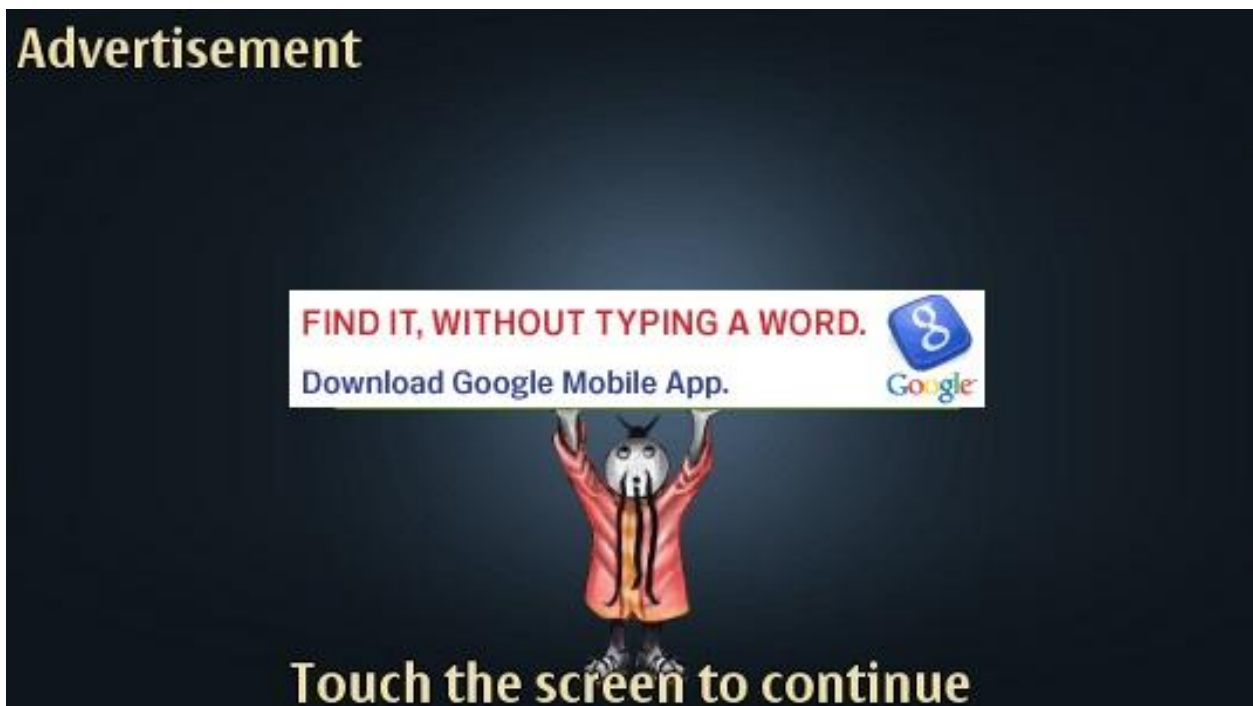 Advertisement
FIND IT, WITHOUT TYPING A WORD.
Download Google Mobile App.
g
Google
Touch the screen to continue